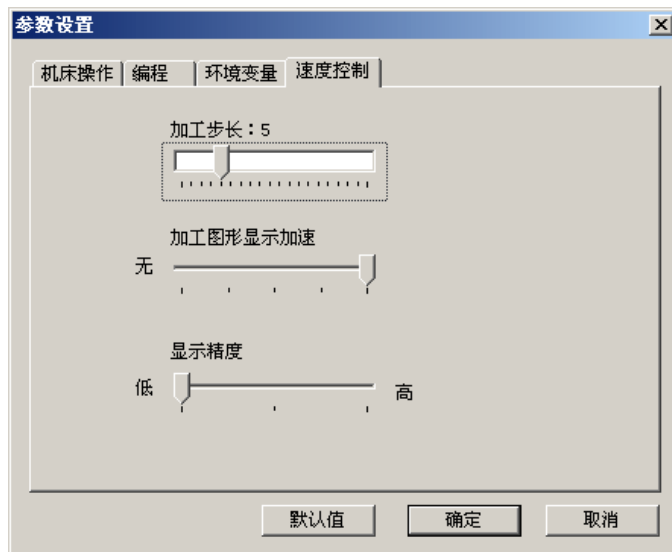 参数设置
机床操作 编程 环境变量 速度控制
加工步长：5
加工图形显示加速
无
显示精度
低 高
默认值 确定 取消